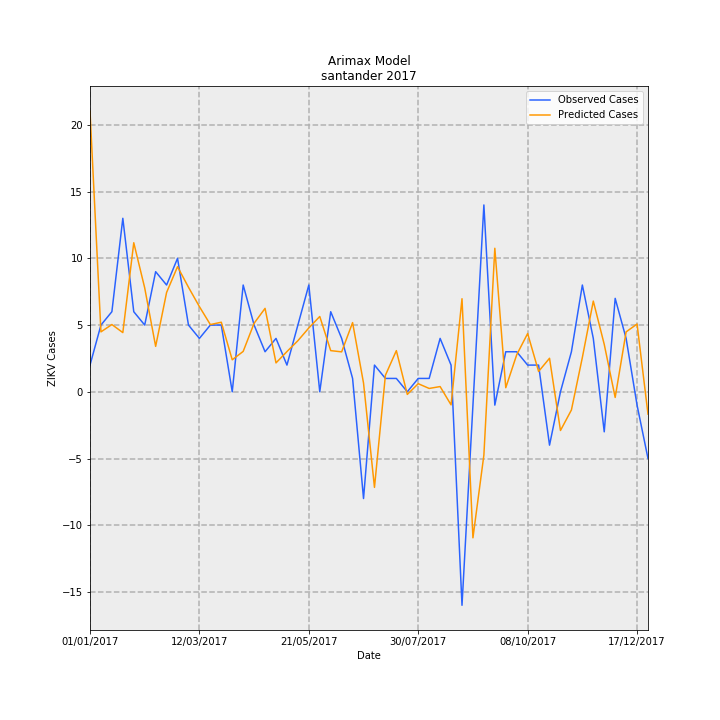 Arimax Model
santander 2017
Observed Cases
Predicted Cases
ZIKV Cases
20
15
10
5
0
−5
−10
−15
01/01/2017 12/03/2017 21/05/2017 30/07/2017 08/10/2017 17/12/2017
Date